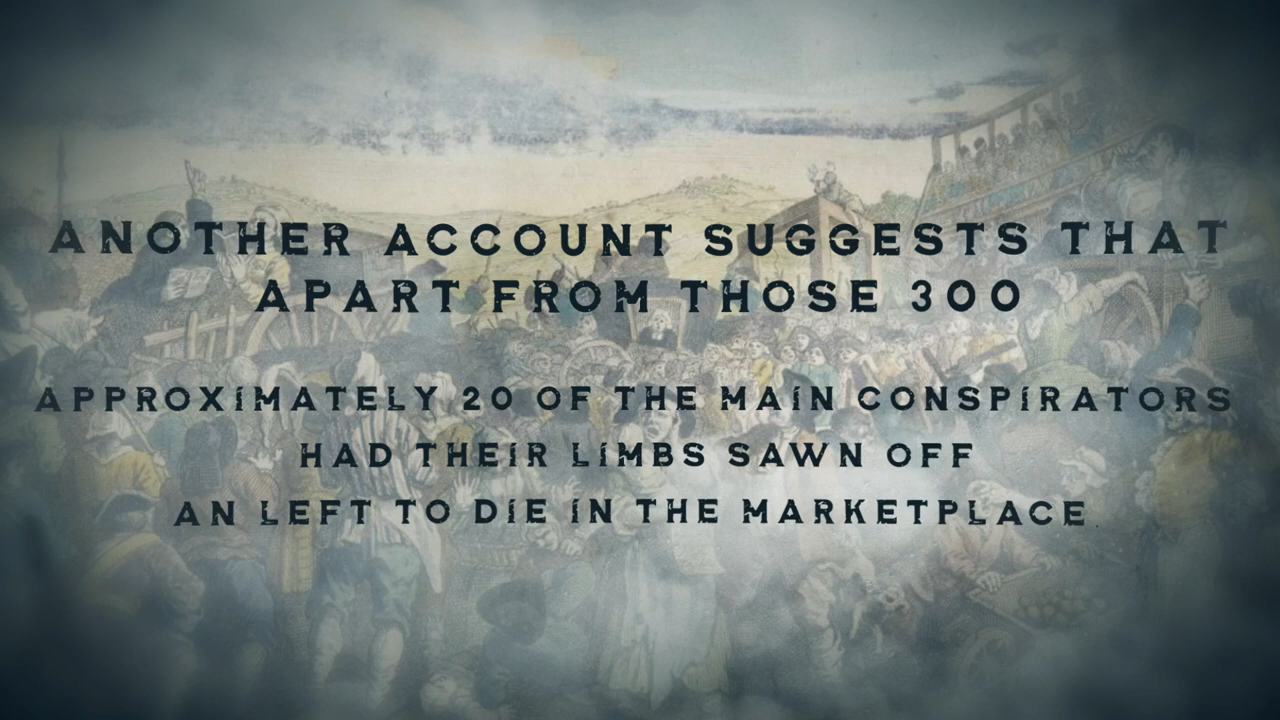 ANOTHER ACCOUNT SUGGESTS THAT
APART FROM THOSE 300
APPROXIMATELY 20 OF THE MAIN CONSPIRATORS
HAD THEIR LIMBS SAWN OFF
AN LEFT TO DIE IN THE MARKETPLACE.